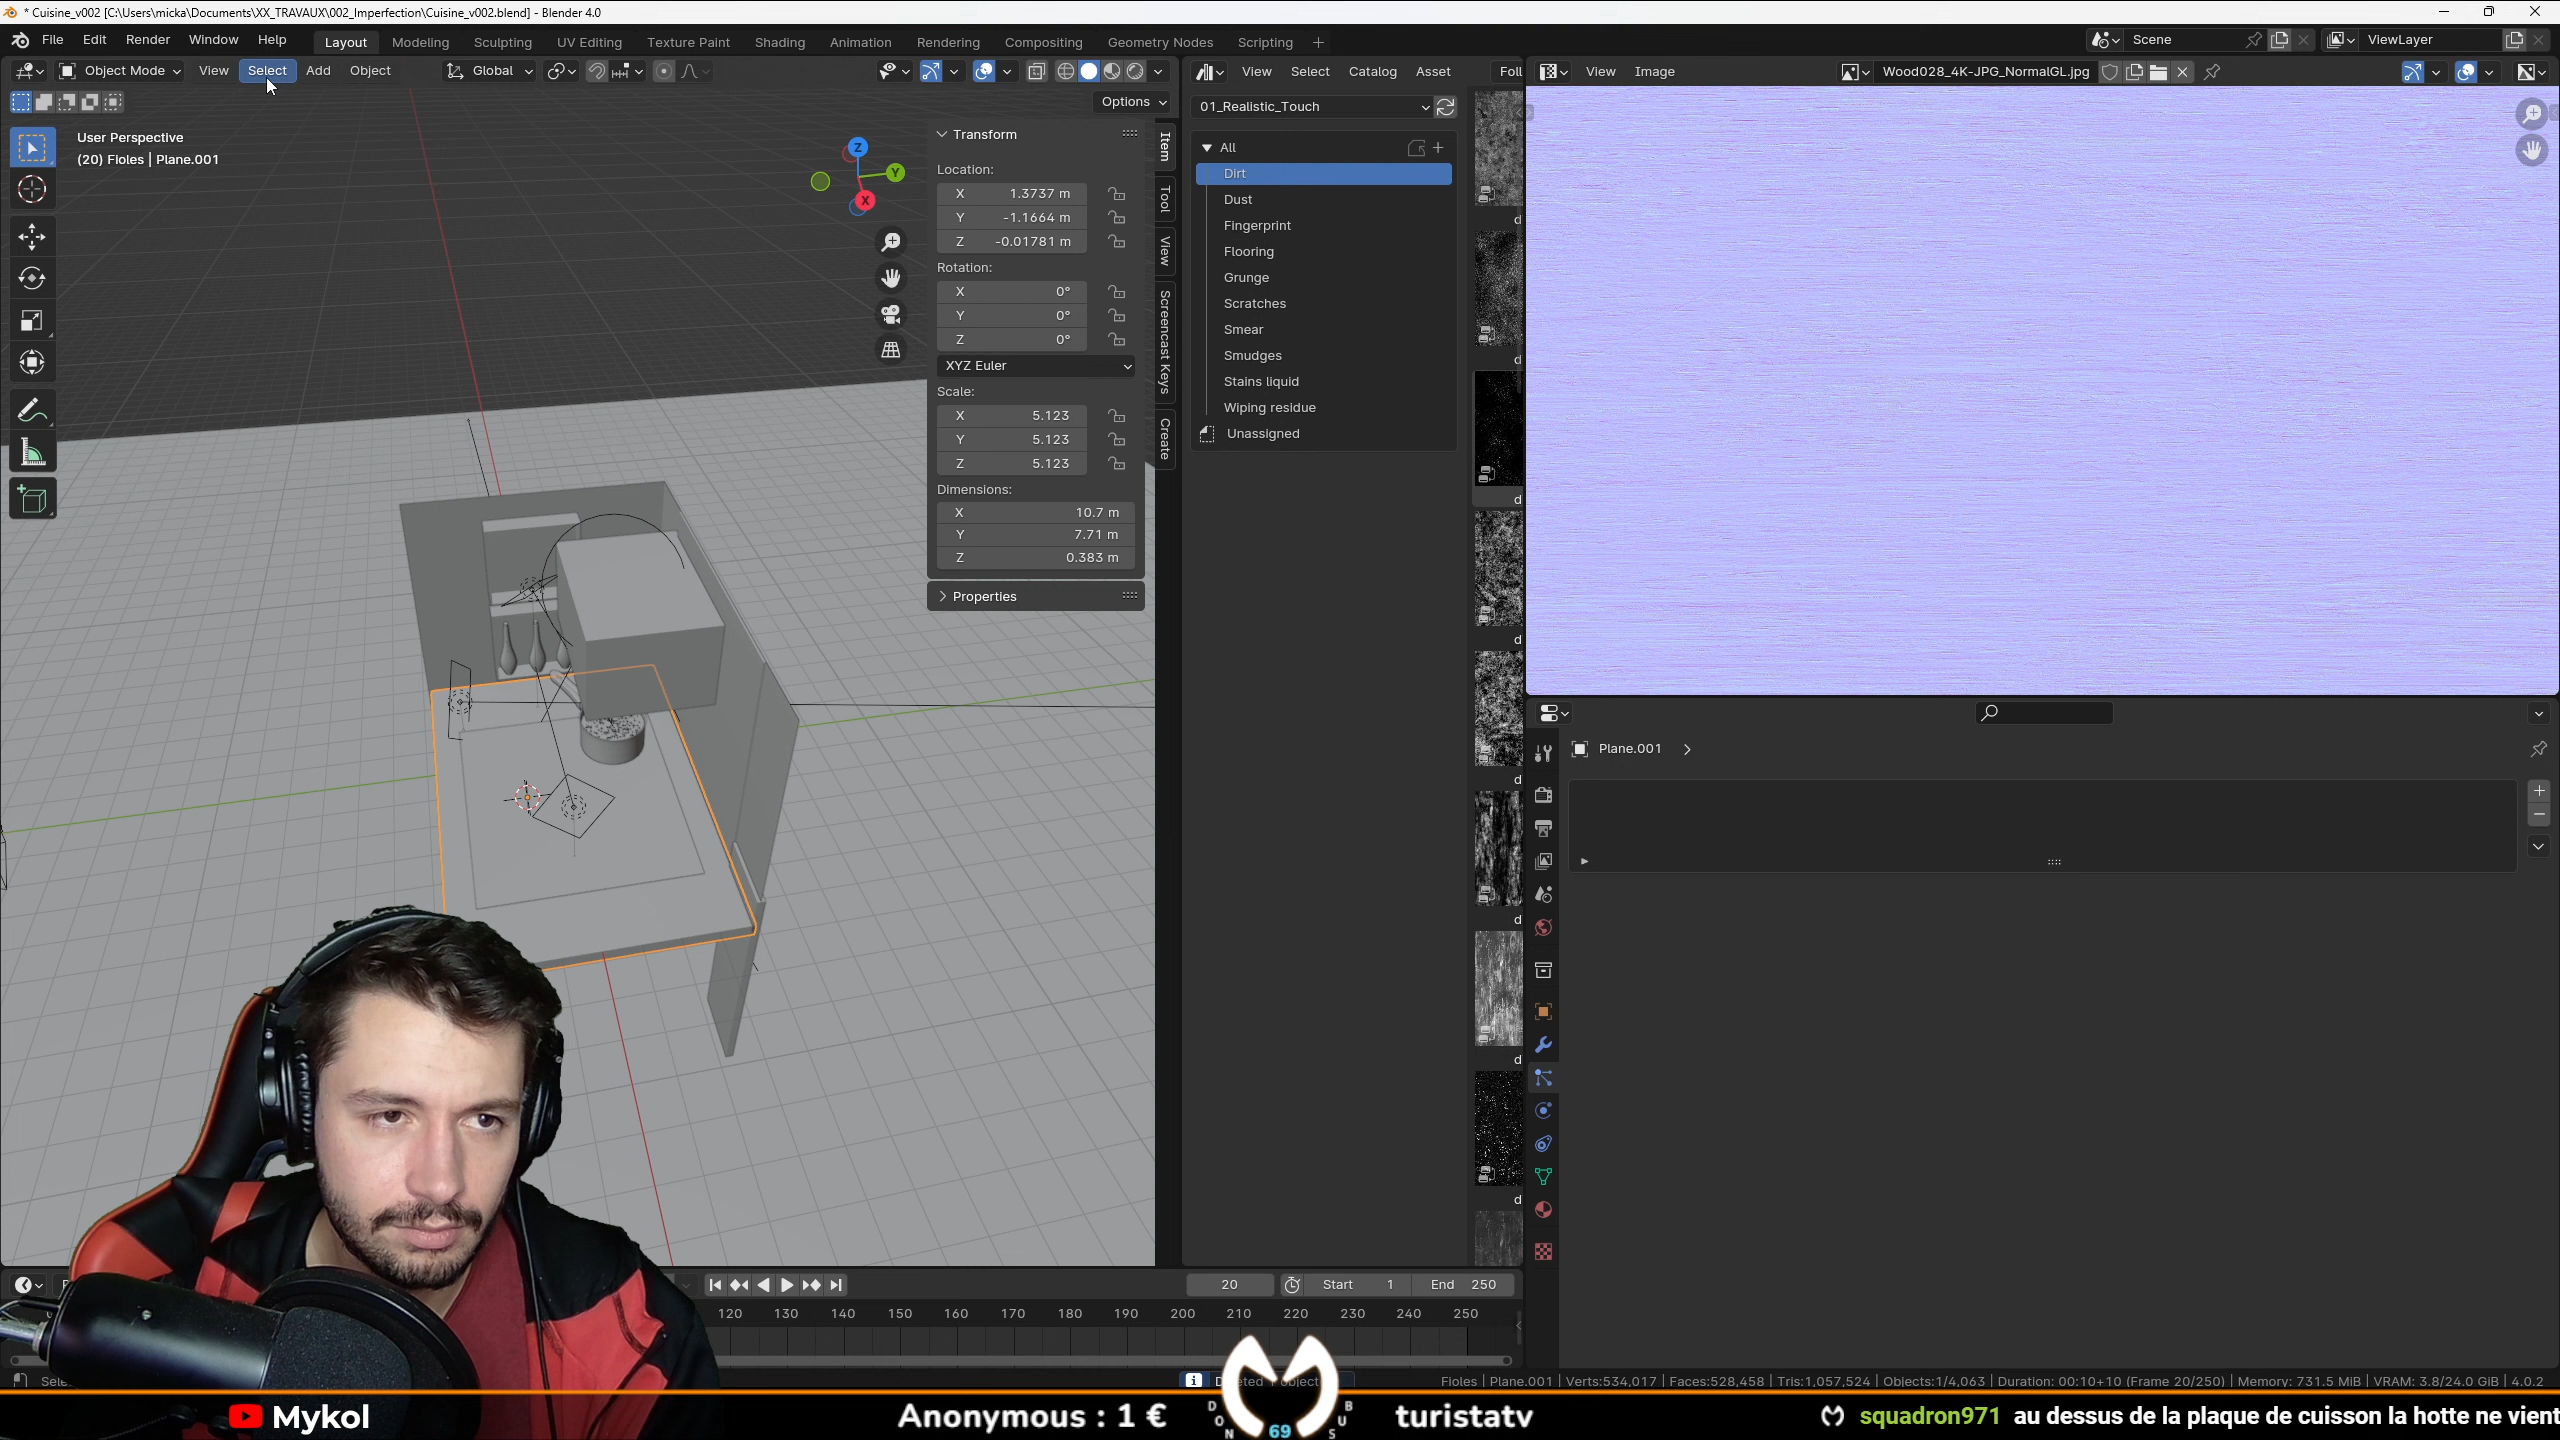 * Cuisine_v002 [C:\Users\micka\Documents\XX_TRAVAUX\002_Imperfection\Cuisine_v002.blend] - Blender 4.0
File Edit Render Window Help
Layout Modeling Sculpting UV Editing Texture Paint Shading Animation Rendering Compositing Geometry Nodes Scripting +
Scene ViewLayer
Object Mode View Select Add Object Global
Options
User Perspective
(20) Fioles | Plane.001
Z
Y
X
Transform
Location:
X 1.3737 m
Y -1.1664 m
Z -0.01781 m
Rotation:
X 0°
Y 0°
Z 0°
XYZ Euler
Scale:
X 5.123
Y 5.123
Z 5.123
Dimensions:
X 10.7 m
Y 7.71 m
Z 0.383 m
Properties
Item
Tool
View
Screencast Keys
Create
View Select Catalog Asset Foll
01_Realistic_Touch
All
Dirt
Dust
Fingerprint
Flooring
Grunge
Scratches
Smear
Smudges
Stains liquid
Wiping residue
Unassigned
d
d
d
d
d
d
d
d
View Image Wood028_4K-JPG_NormalGL.jpg
Plane.001
20 Start 1 End 250
120 130 140 150 160 170 180 190 200 210 220 230 240 250
Fioles | Plane.001 | Verts:534,017 | Faces:528,458 | Tris:1,057,524 | Objects:1/4,063 | Duration: 00:10+10 (Frame 20/250) | Memory: 731.5 MiB | VRAM: 3.8/24.0 GiB | 4.0.2
Mykol
Anonymous : 1 €
DON
69
SUB
turistatv
squadron971 au dessus de la plaque de cuisson la hotte ne vient